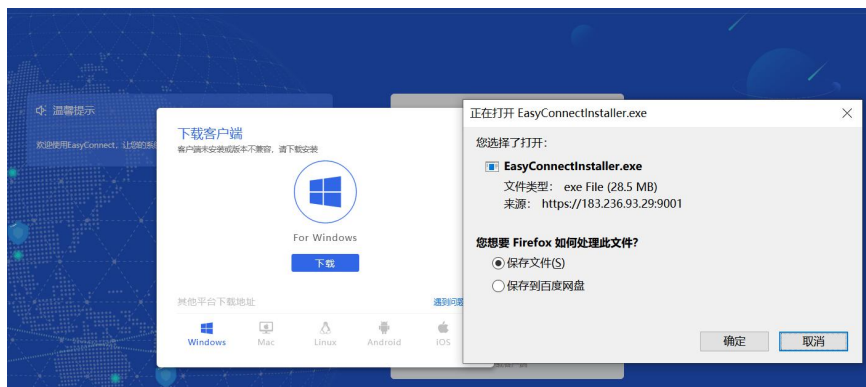 温馨提示
欢迎使用EasyConnect，让您的系
下载客户端
客户端未安装或版本不兼容，请下载安装
For Windows
下载
其他平台下载地址
遇到问题
Windows
Mac
Linux
Android
iOS
正在打开 EasyConnectInstaller.exe
您选择了打开:
EasyConnectInstaller.exe
文件类型: exe File (28.5 MB)
来源: https://183.236.93.29:9001
您想要 Firefox 如何处理此文件?
保存文件(S)
保存到百度网盘
确定
取消